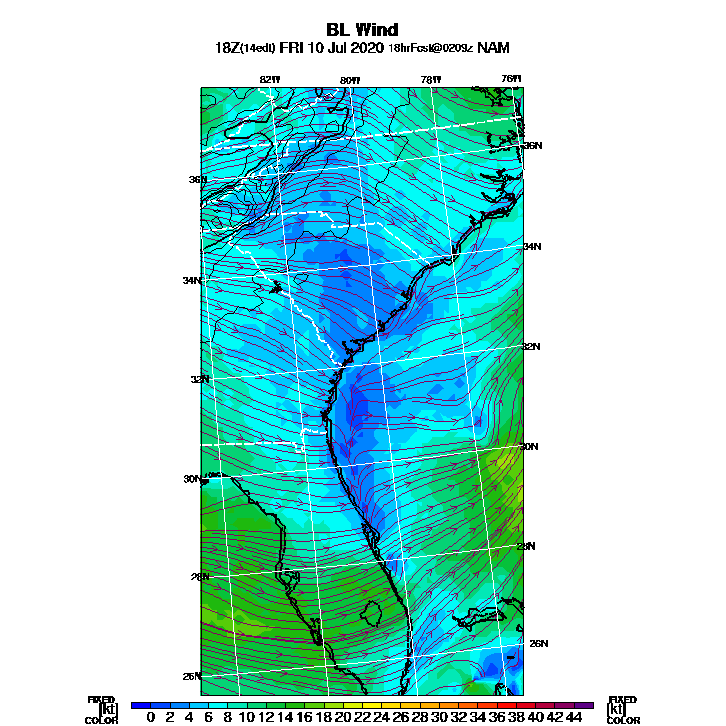 BL Wind
18Z(14edt) FRI 10 Jul 2020 18hrFcst@0209z NAM
82W 80W 78W 76W
36N
36N
34N
34N
32N
32N
30N
30N
28N
28N
26N
26N
FIXED FIXED
[kt] [kt]
COLOR COLOR
0 2 4 6 8 10 12 14 16 18 20 22 24 26 28 30 32 34 36 38 40 42 44